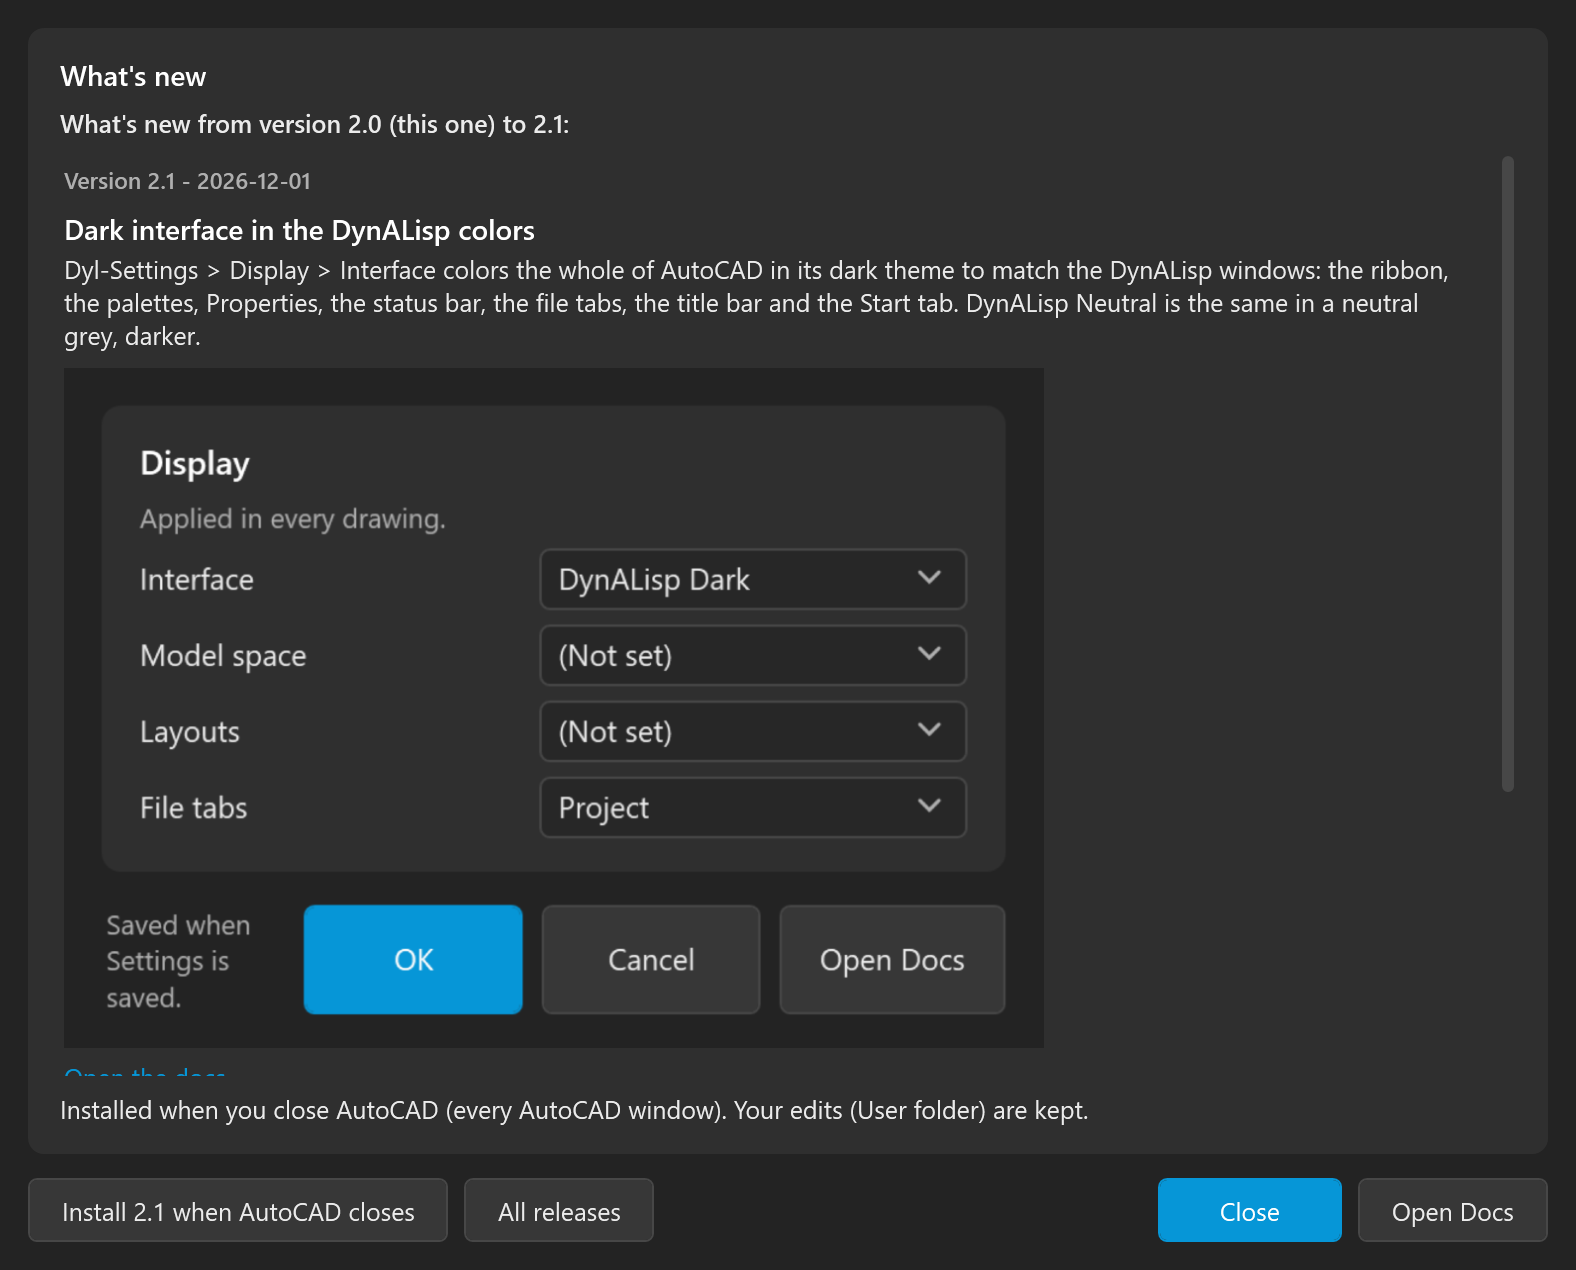 What's new
What's new from version 2.0 (this one) to 2.1:
Version 2.1 - 2026-12-01
Dark interface in the DynALisp colors
Dyl-Settings > Display > Interface colors the whole of AutoCAD in its dark theme to match the DynALisp windows: the ribbon,
the palettes, Properties, the status bar, the file tabs, the title bar and the Start tab. DynALisp Neutral is the same in a neutral
grey, darker.
Display
Applied in every drawing.
Interface DynALisp Dark
Model space (Not set)
Layouts (Not set)
File tabs Project
Saved when
Settings is
saved.
OK Cancel Open Docs
Open the docs
Installed when you close AutoCAD (every AutoCAD window). Your edits (User folder) are kept.
Install 2.1 when AutoCAD closes All releases Close Open Docs